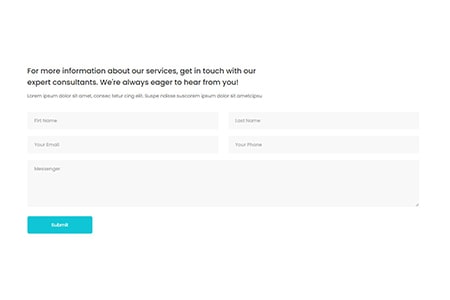 For more information about our services, get in touch with our
expert consultants. We're always eager to hear from you!
Lorem ipsum dolor sit amet, consec tetur cing elit. Suspe ndisse suscorem ipsum dolor sit ametcipsu
Firt Name
Last Name
Your Email
Your Phone
Messenger
Submit